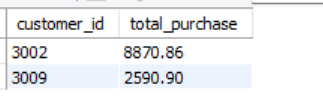 customer_id total_purchase
3002 8870.86
3009 2590.90